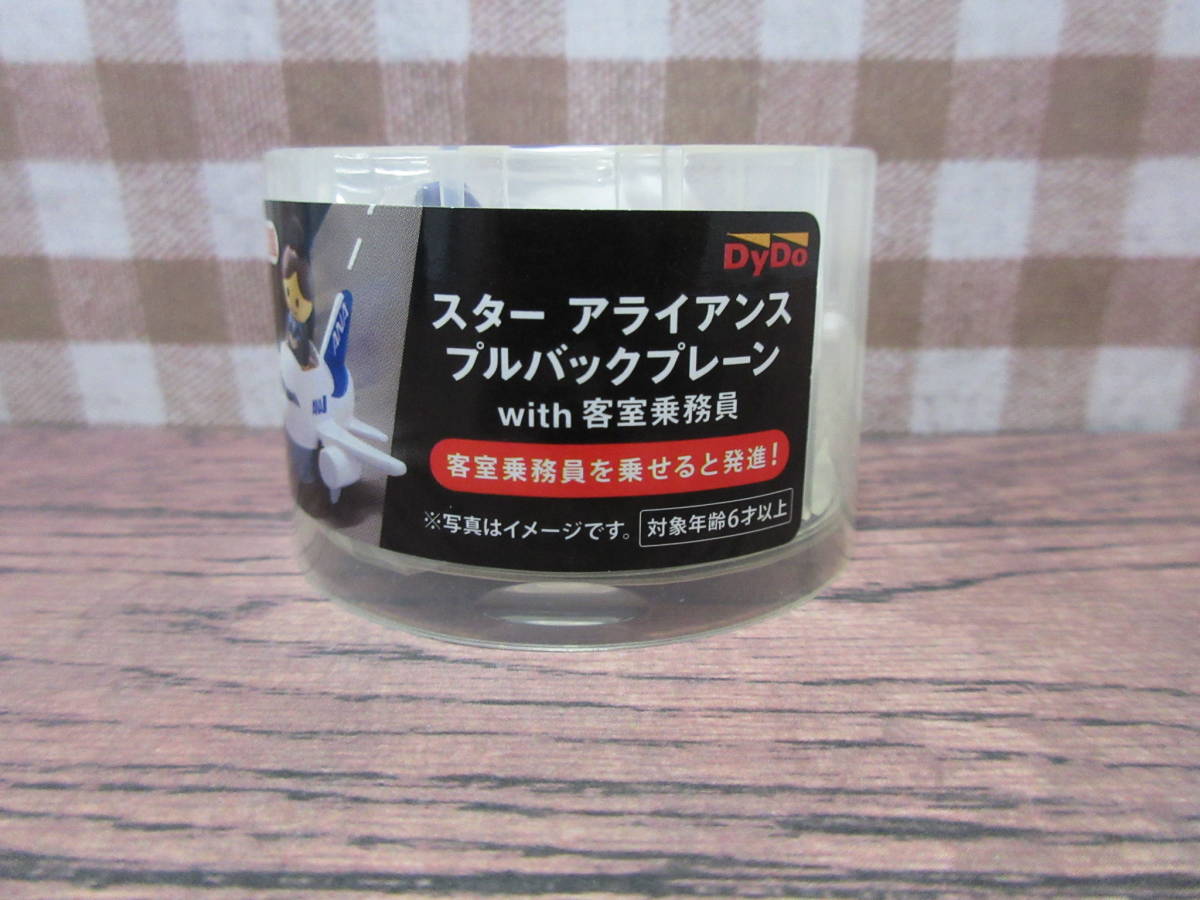 DyDo
スター アライアンス
プルバックプレーン
with 客室乗務員
客室乗務員を乗せると発進！
※写真はイメージです。 対象年齢6才以上
ANA